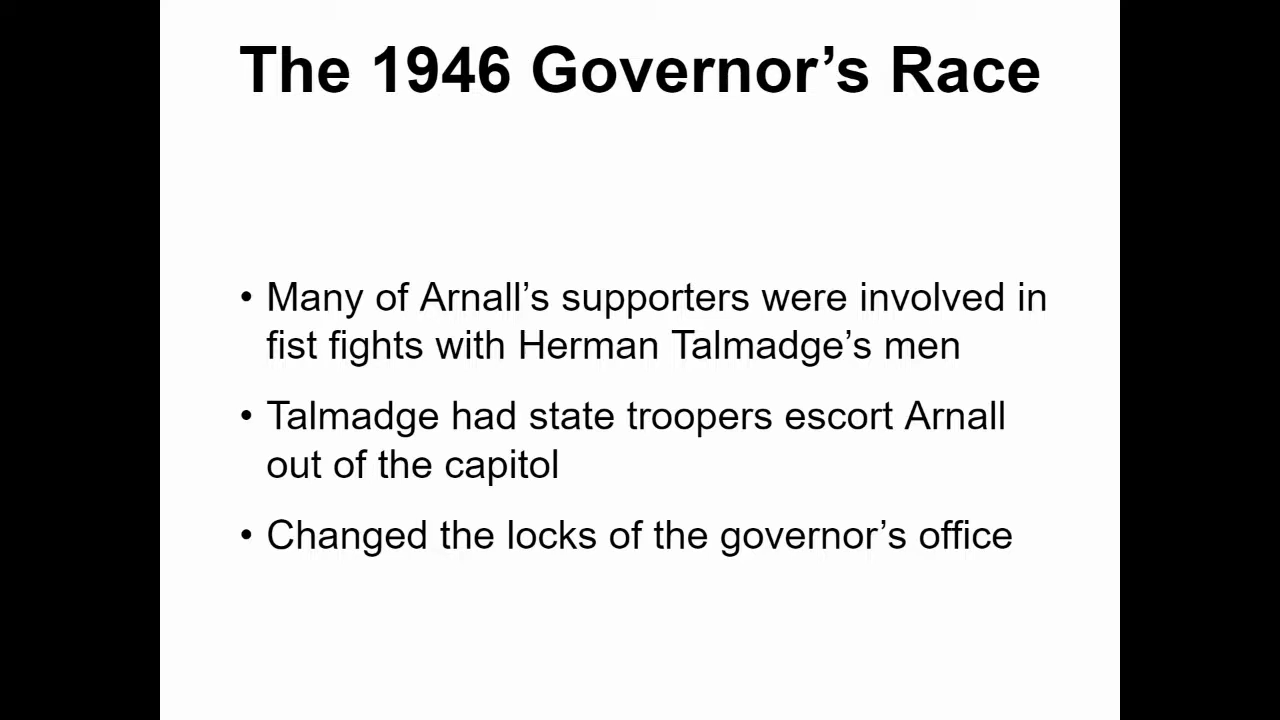 The 1946 Governor’s Race
• Many of Arnall’s supporters were involved in
fist fights with Herman Talmadge’s men
• Talmadge had state troopers escort Arnall
out of the capitol
• Changed the locks of the governor’s office